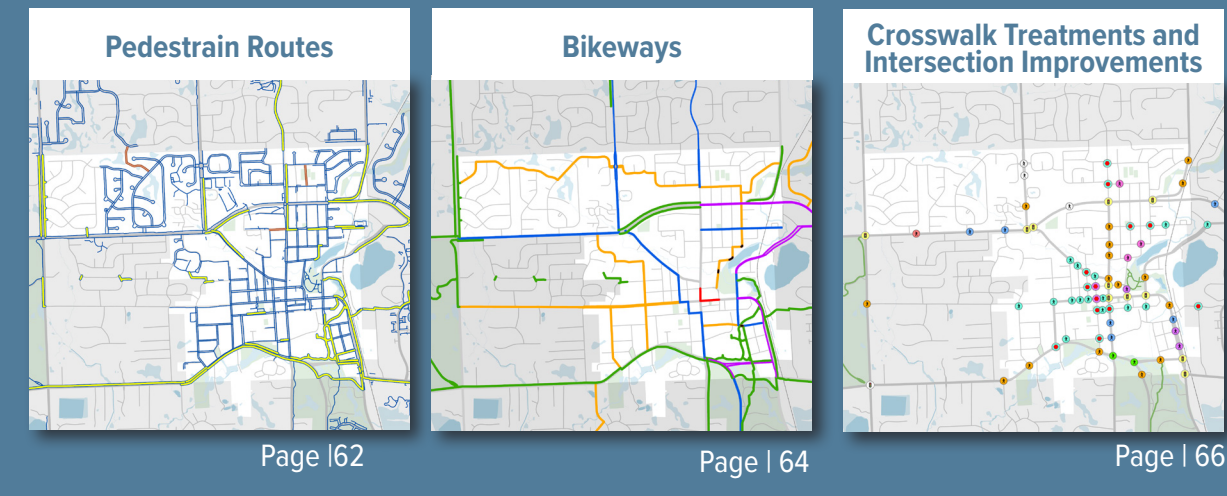 Pedestrain Routes
Bikeways
Crosswalk Treatments and
Intersection Improvements
Page |62
Page | 64
Page | 66